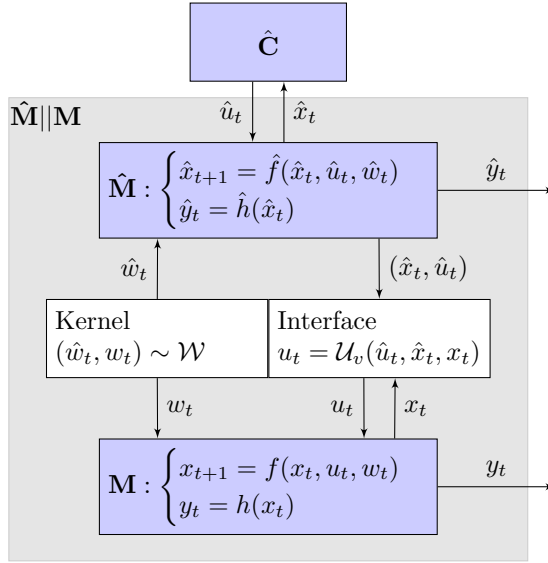 Ĉ
M̂||M
û_t x̂_t
M̂ : { x̂_{t+1} = f̂(x̂_t, û_t, ŵ_t)
ŷ_t = ĥ(x̂_t)
ŷ_t
ŵ_t
(x̂_t, û_t)
Kernel
(ŵ_t, w_t) ∼ 𝒲
Interface
u_t = 𝒰_v(û_t, x̂_t, x_t)
w_t
u_t x_t
M : { x_{t+1} = f(x_t, u_t, w_t)
y_t = h(x_t)
y_t